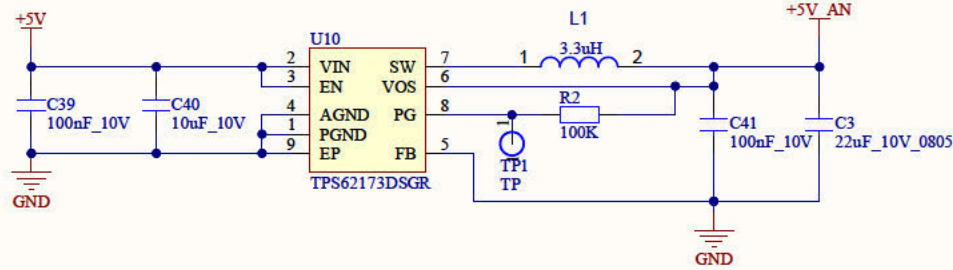 +5V
C39
100nF_10V
C40
10uF_10V
GND
U10
2 VIN SW 7
3 EN VOS 6
4 AGND PG 8
1 PGND
9 EP FB 5
TPS62173DSGR
L1
1 3.3uH 2
R2
100K
1
TP1
TP
+5V_AN
C41
100nF_10V
C3
22uF_10V_0805
GND